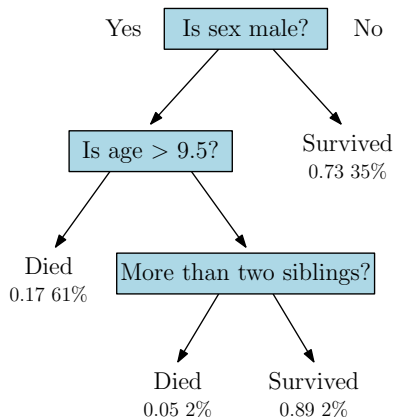 Yes Is sex male? No
Is age > 9.5?
Survived
0.73 35%
Died
0.17 61%
More than two siblings?
Died
0.05 2%
Survived
0.89 2%